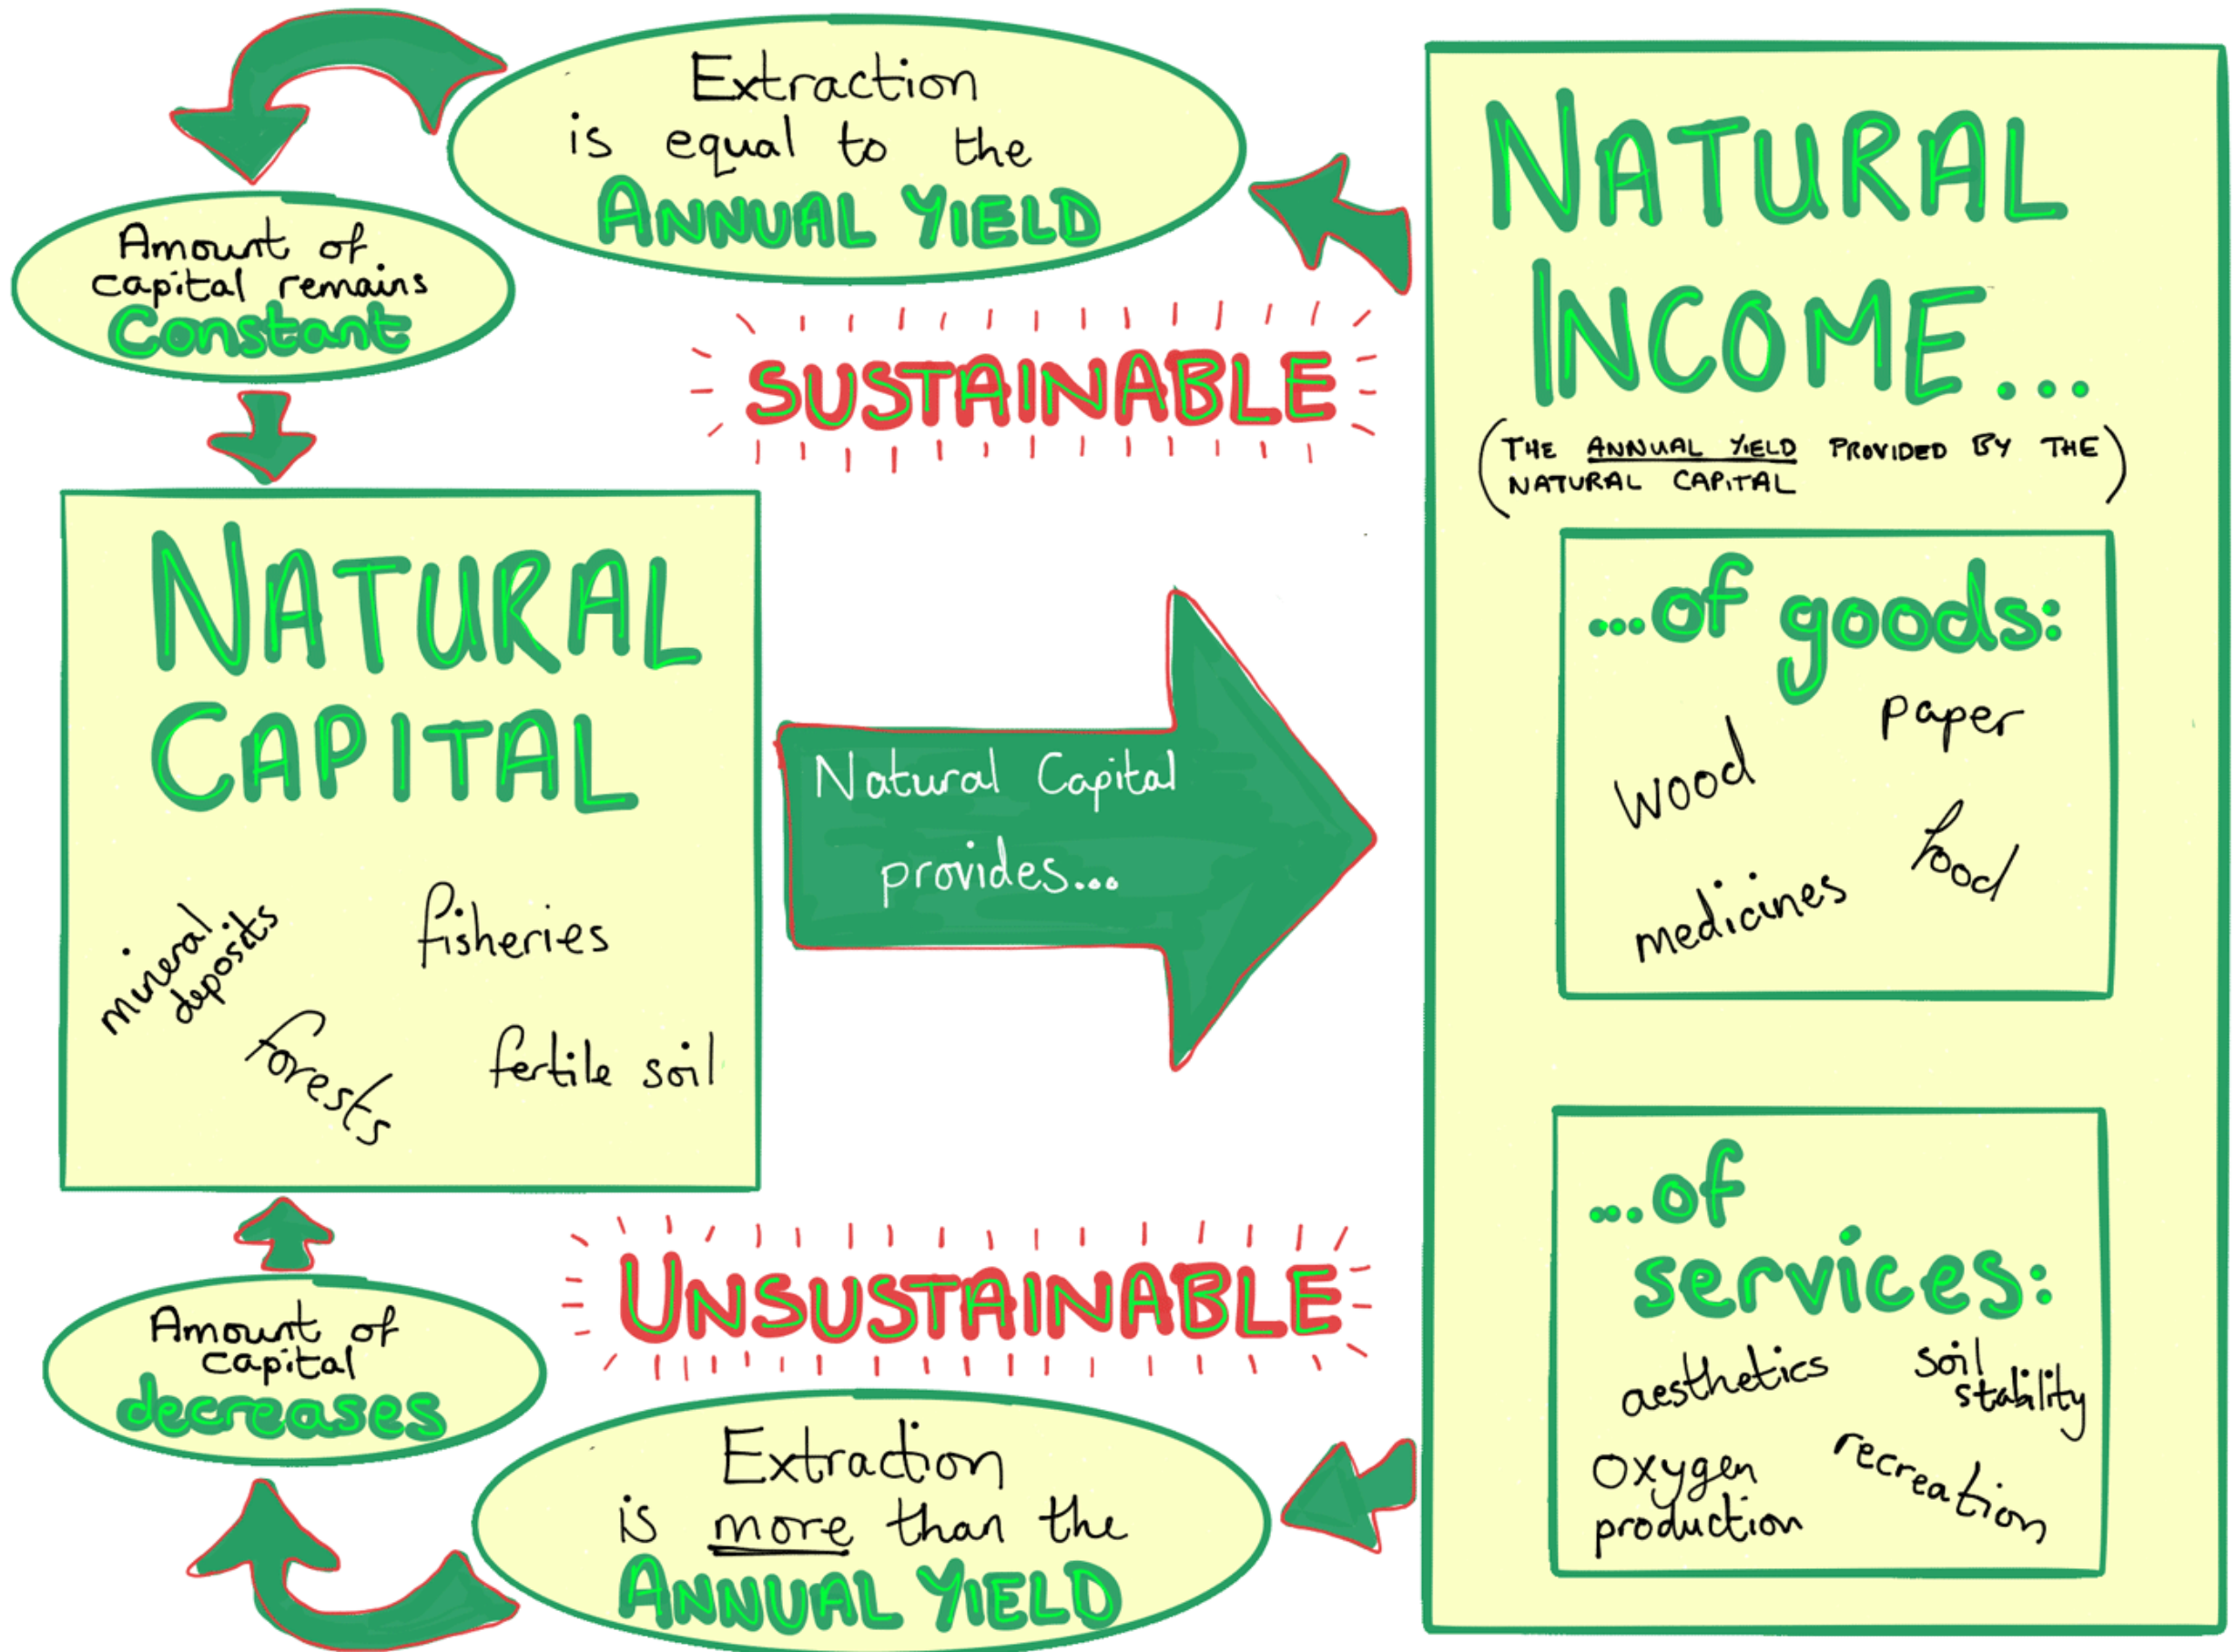 Extraction
is equal to the
ANNUAL YIELD
Amount of
capital remains
Constant
SUSTAINABLE
NATURAL
CAPITAL
mineral
deposits
fisheries
forests
fertile soil
Natural Capital
provides...
NATURAL
INCOME...
(THE ANNUAL YIELD PROVIDED BY THE
NATURAL CAPITAL)
...of goods:
paper
wood
food
medicines
...of
services:
aesthetics
soil
stability
oxygen
production
recreation
UNSUSTAINABLE
Amount of
capital
decreases
Extraction
is more than the
ANNUAL YIELD